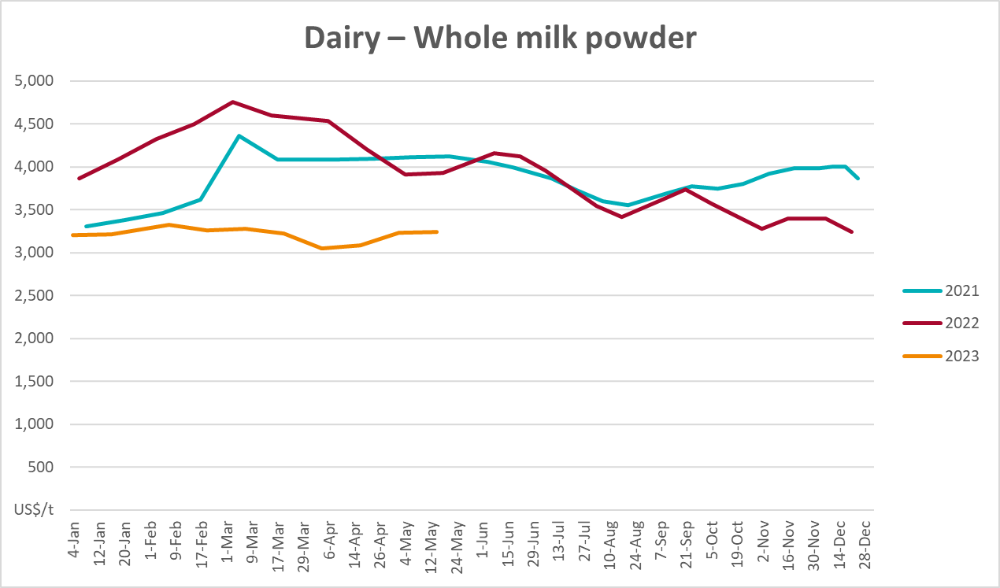 Dairy – Whole milk powder
5,000
4,500
4,000
3,500
3,000
2,500
2,000
1,500
1,000
500
US$/t
4-Jan
12-Jan
20-Jan
1-Feb
9-Feb
17-Feb
1-Mar
9-Mar
17-Mar
29-Mar
6-Apr
14-Apr
26-Apr
4-May
12-May
24-May
1-Jun
15-Jun
29-Jun
13-Jul
27-Jul
10-Aug
24-Aug
7-Sep
21-Sep
5-Oct
19-Oct
2-Nov
16-Nov
30-Nov
14-Dec
28-Dec
2021
2022
2023